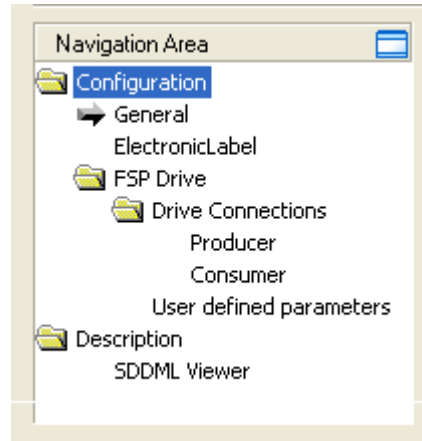 Navigation Area
Configuration
General
ElectronicLabel
FSP Drive
Drive Connections
Producer
Consumer
User defined parameters
Description
SDDML Viewer